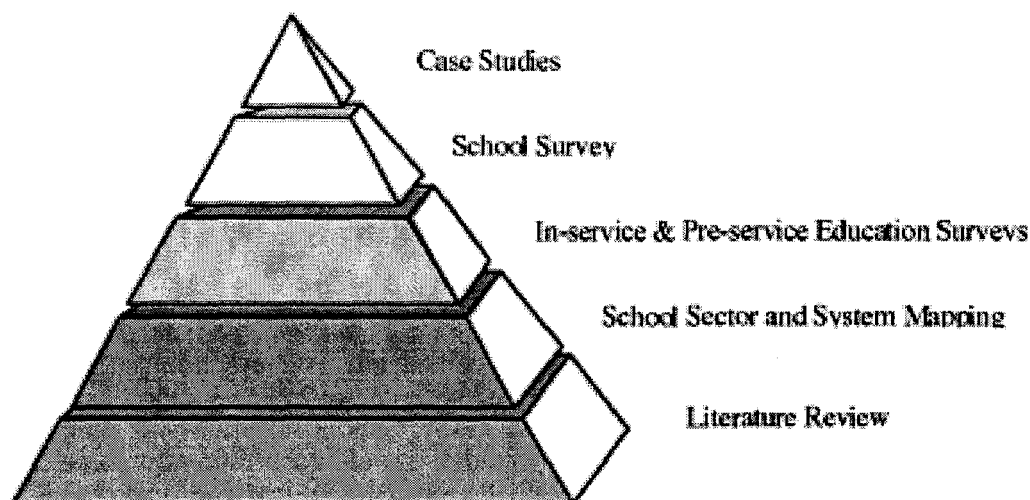 Case Studies
School Survey
In-service & Pre-service Education Surveys
School Sector and System Mapping
Literature Review